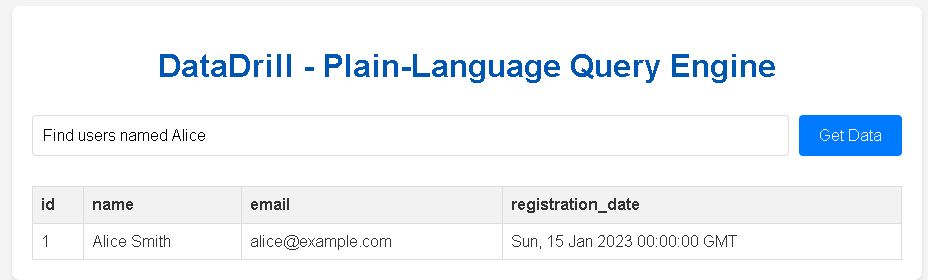 DataDrill - Plain-Language Query Engine
Find users named Alice Get Data
id name email registration_date
1 Alice Smith alice@example.com Sun, 15 Jan 2023 00:00:00 GMT